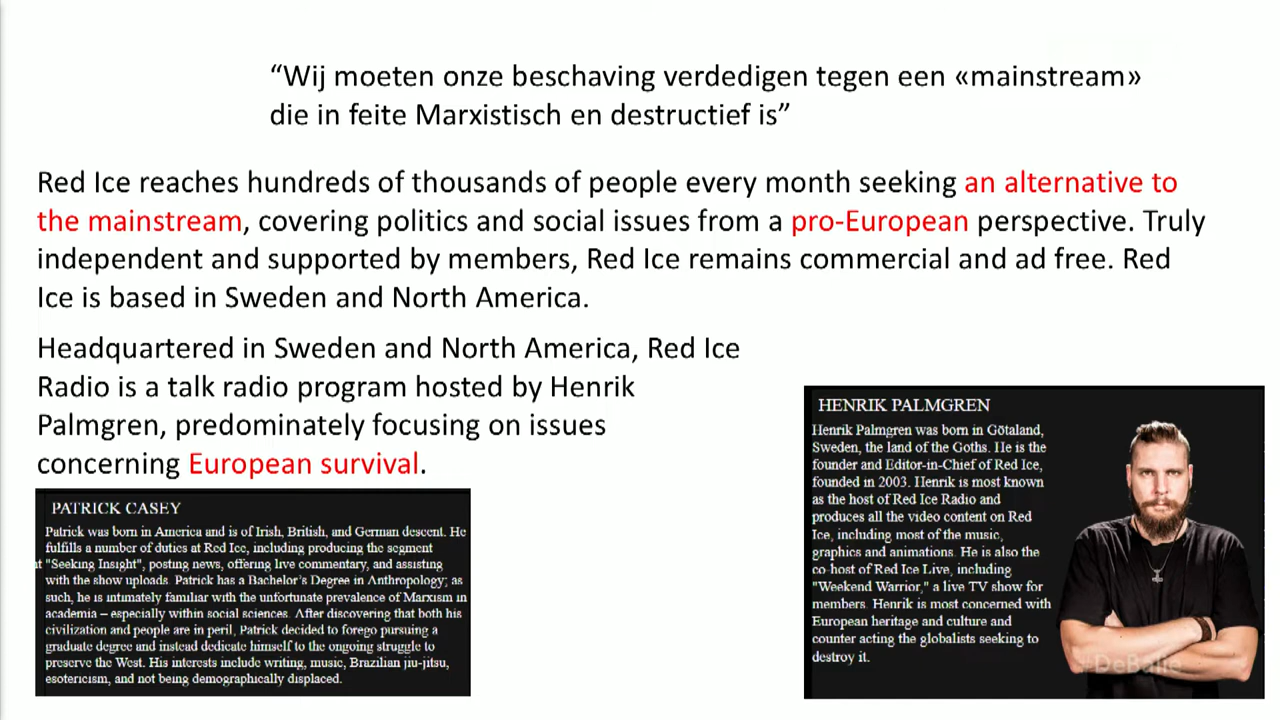 “Wij moeten onze beschaving verdedigen tegen een «mainstream»
die in feite Marxistisch en destructief is”
Red Ice reaches hundreds of thousands of people every month seeking an alternative to
the mainstream, covering politics and social issues from a pro-European perspective. Truly
independent and supported by members, Red Ice remains commercial and ad free. Red
Ice is based in Sweden and North America.
Headquartered in Sweden and North America, Red Ice
Radio is a talk radio program hosted by Henrik
Palmgren, predominately focusing on issues
concerning European survival.
PATRICK CASEY
Patrick was born in America and is of Irish, British, and German descent. He
fulfills a number of duties at Red Ice, including producing the segment
"Seeking Insight", posting news, offering live commentary, and assisting
with the show uploads. Patrick has a Bachelor's Degree in Anthropology; as
such, he is intimately familiar with the unfortunate prevalence of Marxism in
academia – especially within social sciences. After discovering that both his
civilization and people are in peril, Patrick decided to forego pursuing a
graduate degree and instead dedicate himself to the ongoing struggle to
preserve the West. His interests include writing, music, Brazilian jiu-jitsu,
esotericism, and not being demographically displaced.
HENRIK PALMGREN
Henrik Palmgren was born in Götaland,
Sweden, the land of the Goths. He is the
founder and Editor-in-Chief of Red Ice,
founded in 2003. Henrik is most known
as the host of Red Ice Radio and
produces all the video content on Red
Ice, including most of the music,
graphics and animations. He is also the
co-host of Red Ice Live, including
"Weekend Warrior," a live TV show for
members. Henrik is most concerned with
European heritage and culture and
counter acting the globalists seeking to
destroy it.
#DeBalie